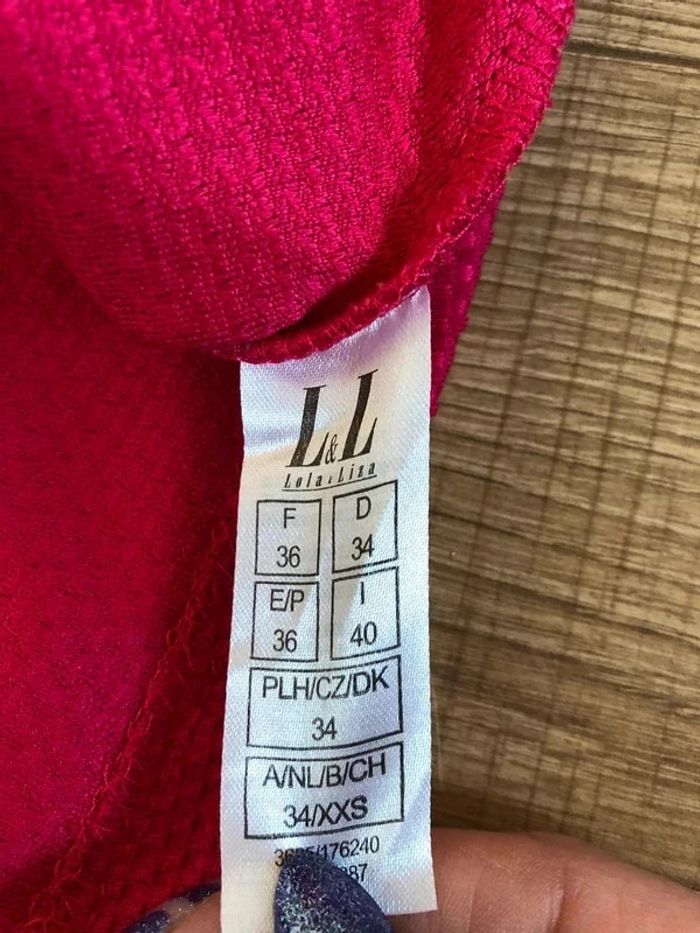 L&L
Lola & Liza
F D
36 34
E/P I
36 40
PLH/CZ/DK
34
A/NL/B/CH
34/XXS